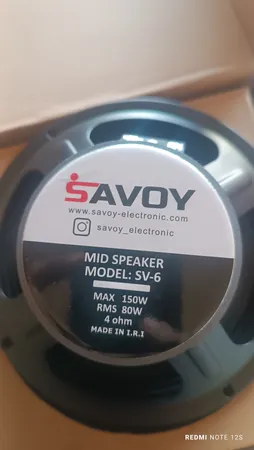 SAVOY
www.savoy-electronic.com
savoy_electronic
MID SPEAKER
MODEL: SV-6
MAX 150W
RMS 80W
4 ohm
MADE IN I.R.I
REDMI NOTE 12S